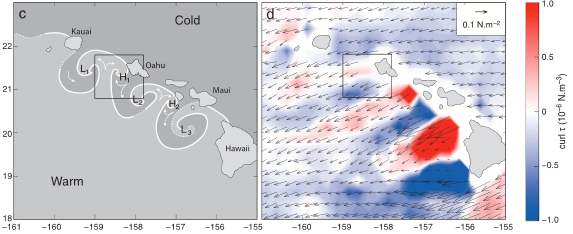 c
Cold
Kauai
22
L1
H1
Oahu
21
L2
H2
Maui
20
L3
Hawaii
19
Warm
18
−161 −160 −159 −158 −157 −156 −155
d
0.1 N.m−2
−160 −159 −158 −157 −156 −155
1.0
0.5
0
−0.5
−1.0
curl τ (10−6 N.m−3)